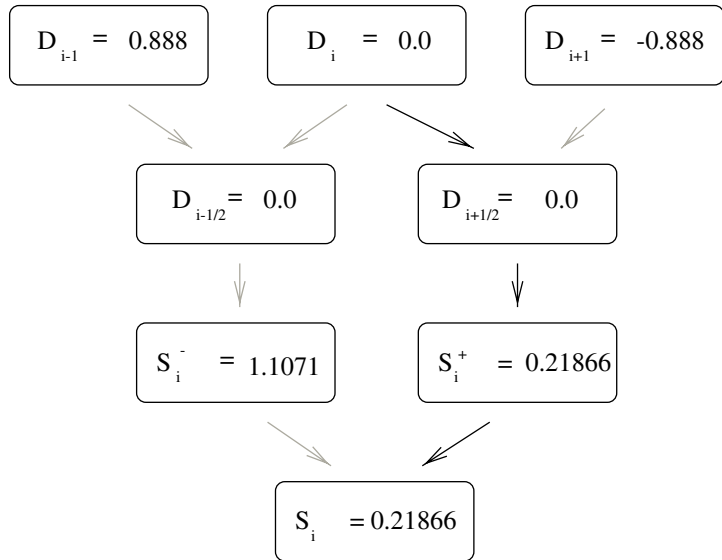 D i-1 = 0.888
D i = 0.0
D i+1 = -0.888
D i-1/2 = 0.0
D i+1/2 = 0.0
S i - = 1.1071
S i + = 0.21866
S i = 0.21866